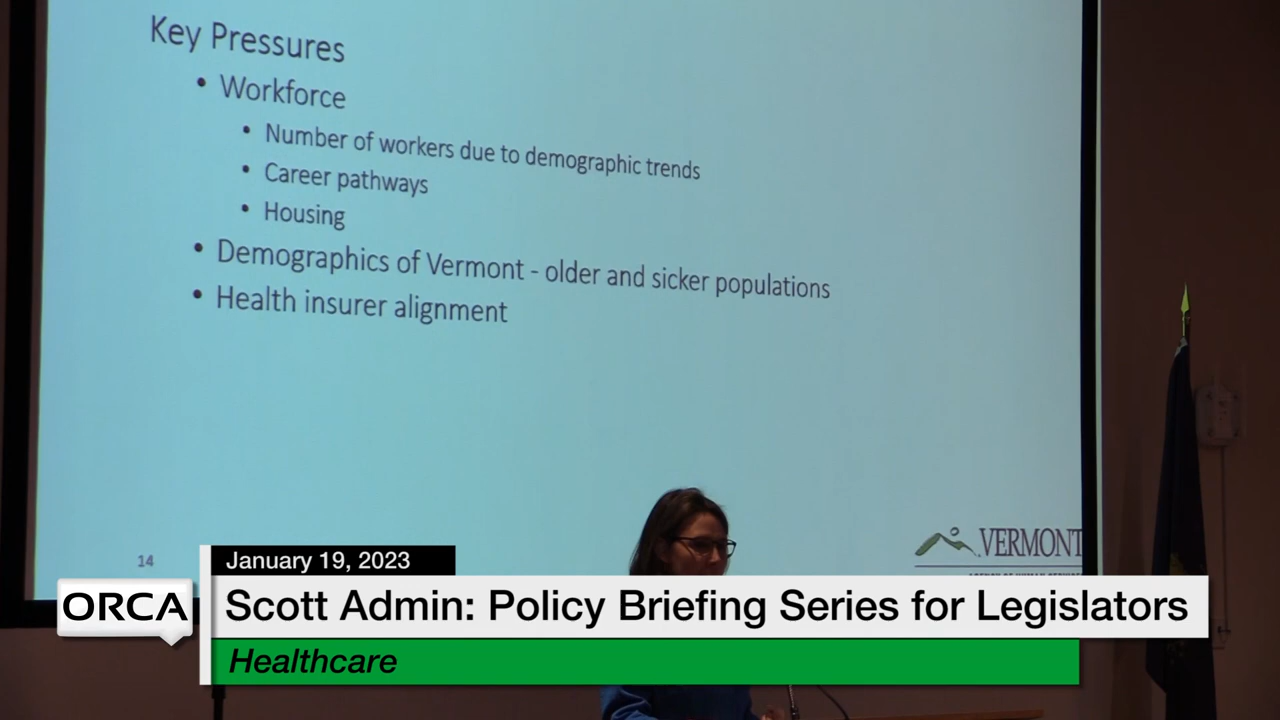 Key Pressures
• Workforce
• Number of workers due to demographic trends
• Career pathways
• Housing
• Demographics of Vermont - older and sicker populations
• Health insurer alignment
VERMONT
14
January 19, 2023
ORCA
Scott Admin: Policy Briefing Series for Legislators
Healthcare